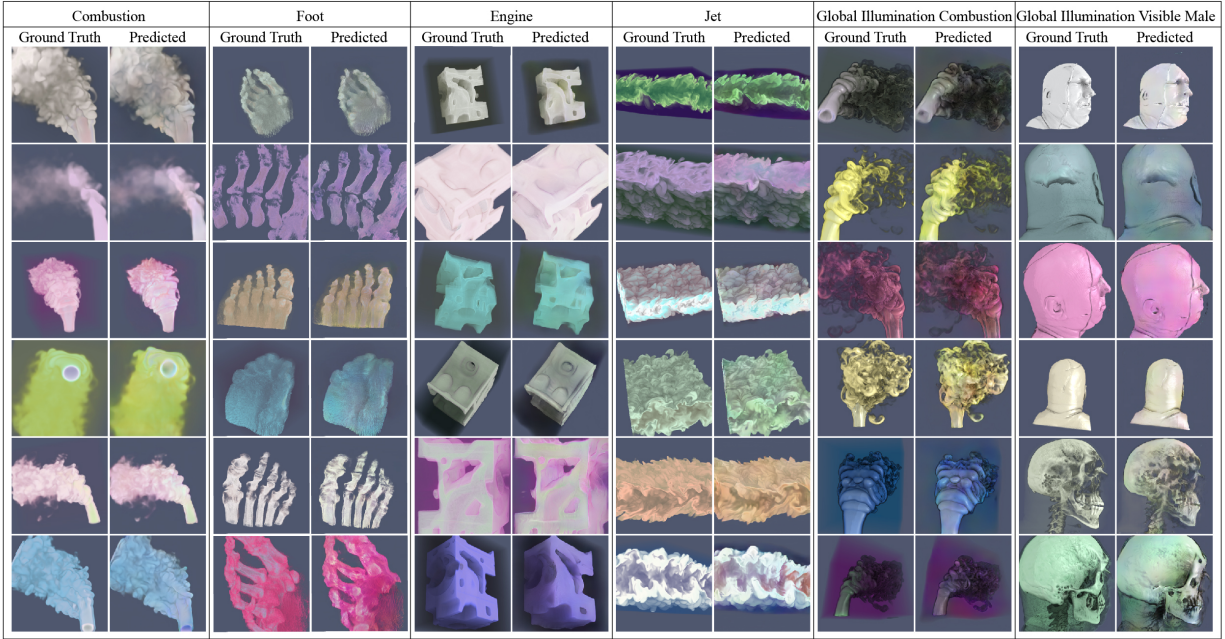 Combustion Foot Engine Jet Global Illumination Combustion Global Illumination Visible Male
Ground Truth Predicted Ground Truth Predicted Ground Truth Predicted Ground Truth Predicted Ground Truth Predicted Ground Truth Predicted